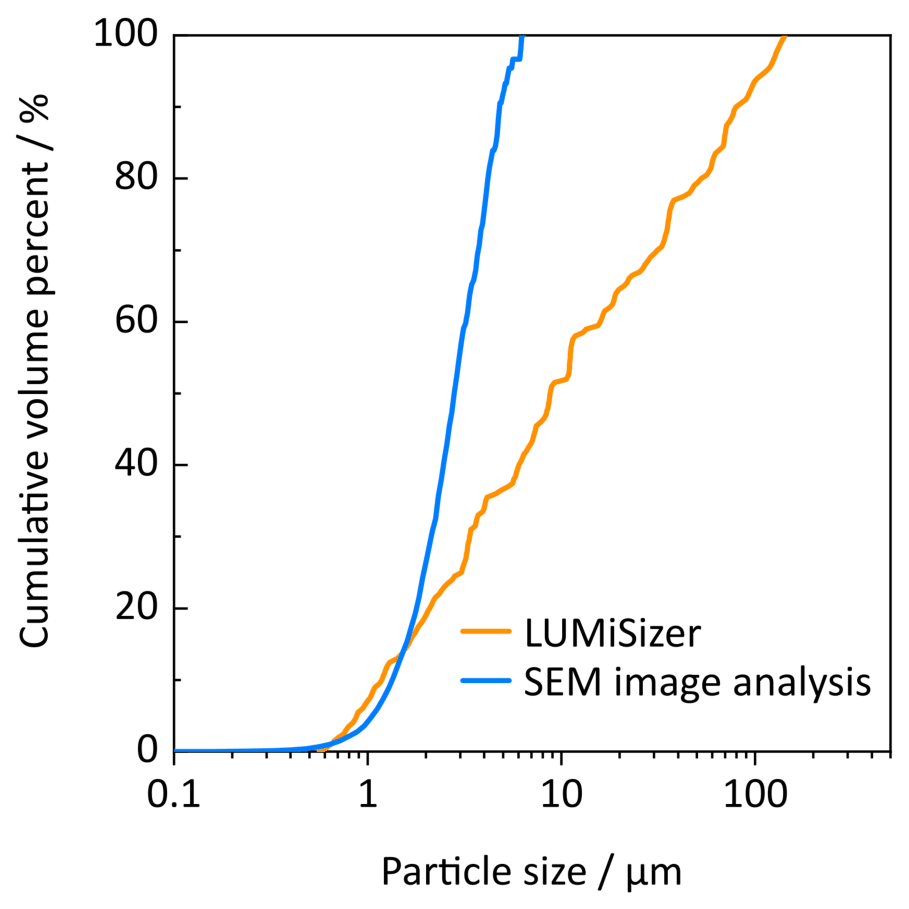 100
80
60
40
20
0
Cumulative volume percent / %
LUMiSizer
SEM image analysis
0.1 1 10 100
Particle size / µm